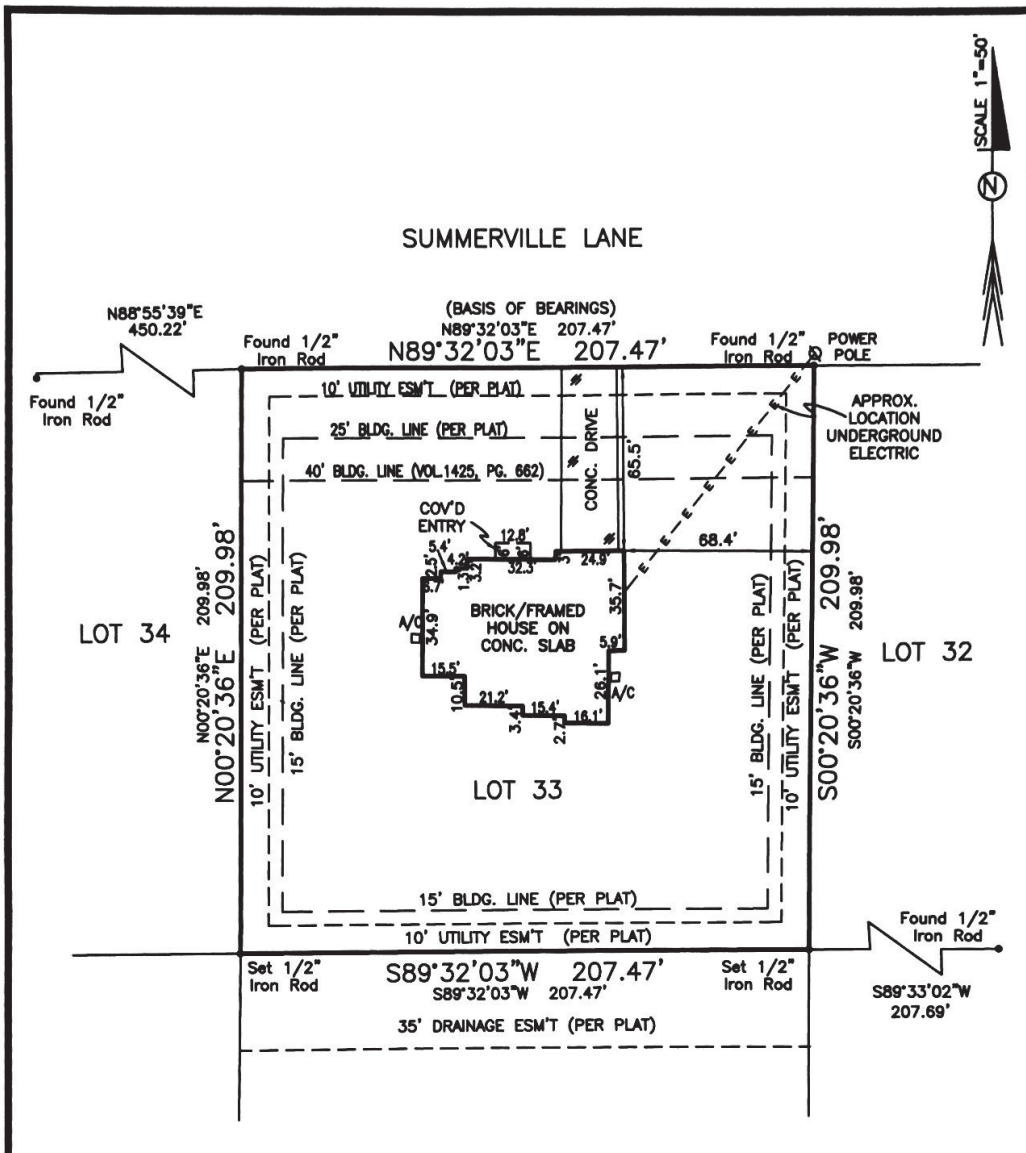 SCALE 1"=50'
N
SUMMERVILLE LANE
N88°55'39"E
450.22'
(BASIS OF BEARINGS)
N89°32'03"E 207.47'
Found 1/2"
Iron Rod
N89°32'03"E 207.47'
Found 1/2"
Iron Rod
POWER
POLE
Found 1/2"
Iron Rod
10' UTILITY ESM'T (PER PLAT)
25' BLDG. LINE (PER PLAT)
40' BLDG. LINE (VOL.1425, PG. 662)
CONC. DRIVE
65.5'
APPROX.
LOCATION
UNDERGROUND
ELECTRIC
E E E E E E E
COV'D
ENTRY
12.8'
6'
6'
5.4'
4.2'
2.5'
1.3'
3.2'
32.3'
3'
24.9'
68.4'
34.9'
A/C
BRICK/FRAMED
HOUSE ON
CONC. SLAB
35.7'
5.9'
26.1'
A/C
15.5'
10.5'
21.2'
3.4'
15.4'
2.7'
16.1'
LOT 34
N00°20'36"E 209.98'
N00°20'36"E 209.98'
10' UTILITY ESM'T (PER PLAT)
15' BLDG. LINE (PER PLAT)
LOT 33
15' BLDG. LINE (PER PLAT)
10' UTILITY ESM'T (PER PLAT)
S00°20'36"W 209.98'
S00°20'36"W 209.98'
LOT 32
15' BLDG. LINE (PER PLAT)
10' UTILITY ESM'T (PER PLAT)
Found 1/2"
Iron Rod
Set 1/2"
Iron Rod
S89°32'03"W 207.47'
S89°32'03"W 207.47'
Set 1/2"
Iron Rod
S89°33'02"W
207.69'
35' DRAINAGE ESM'T (PER PLAT)